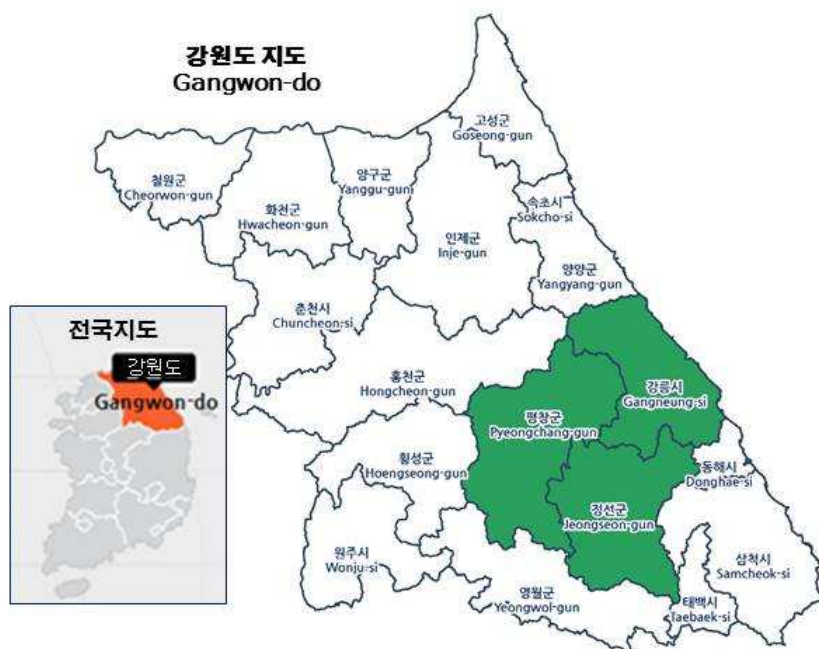 강원도 지도
Gangwon-do
고성군
Goseong-gun
철원군
Cheorwon-gun
양구군
Yanggu-gun
화천군
Hwacheon-gun
속초시
Sokcho-si
인제군
Inje-gun
양양군
Yangyang-gun
춘천시
Chuncheon-si
전국지도
강원도
Gangwon-do
홍천군
Hongcheon-gun
강릉시
Gangneung-si
평창군
Pyeongchang-gun
횡성군
Hoengseong-gun
동해시
Donghae-si
정선군
Jeongseon-gun
원주시
Wonju-si
삼척시
Samcheok-si
영월군
Yeongwol-gun
태백시
Taebaek-si